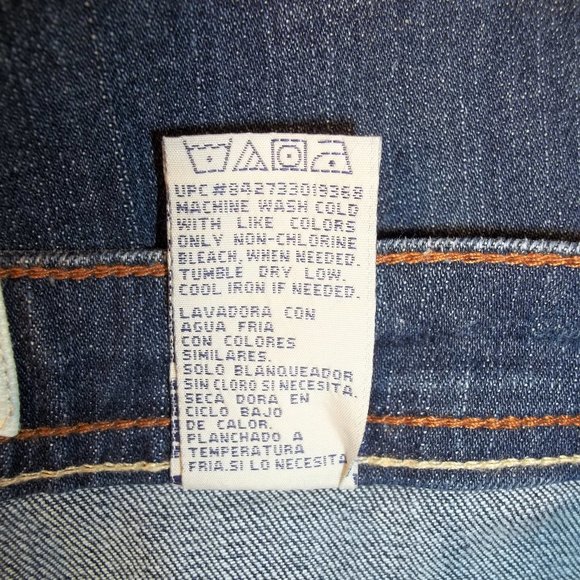 UPC#842733019368
MACHINE WASH COLD
WITH LIKE COLORS
ONLY NON-CHLORINE
BLEACH, WHEN NEEDED.
TUMBLE DRY LOW.
COOL IRON IF NEEDED.
LAVADORA CON
AGUA FRIA
CON COLORES
SIMILARES.
SOLO BLANQUEADOR
SIN CLORO SI NECESITA.
SECA DORA EN
CICLO BAJO
DE CALOR.
PLANCHADO A
TEMPERATURA
FRIA.SI LO NECESITA